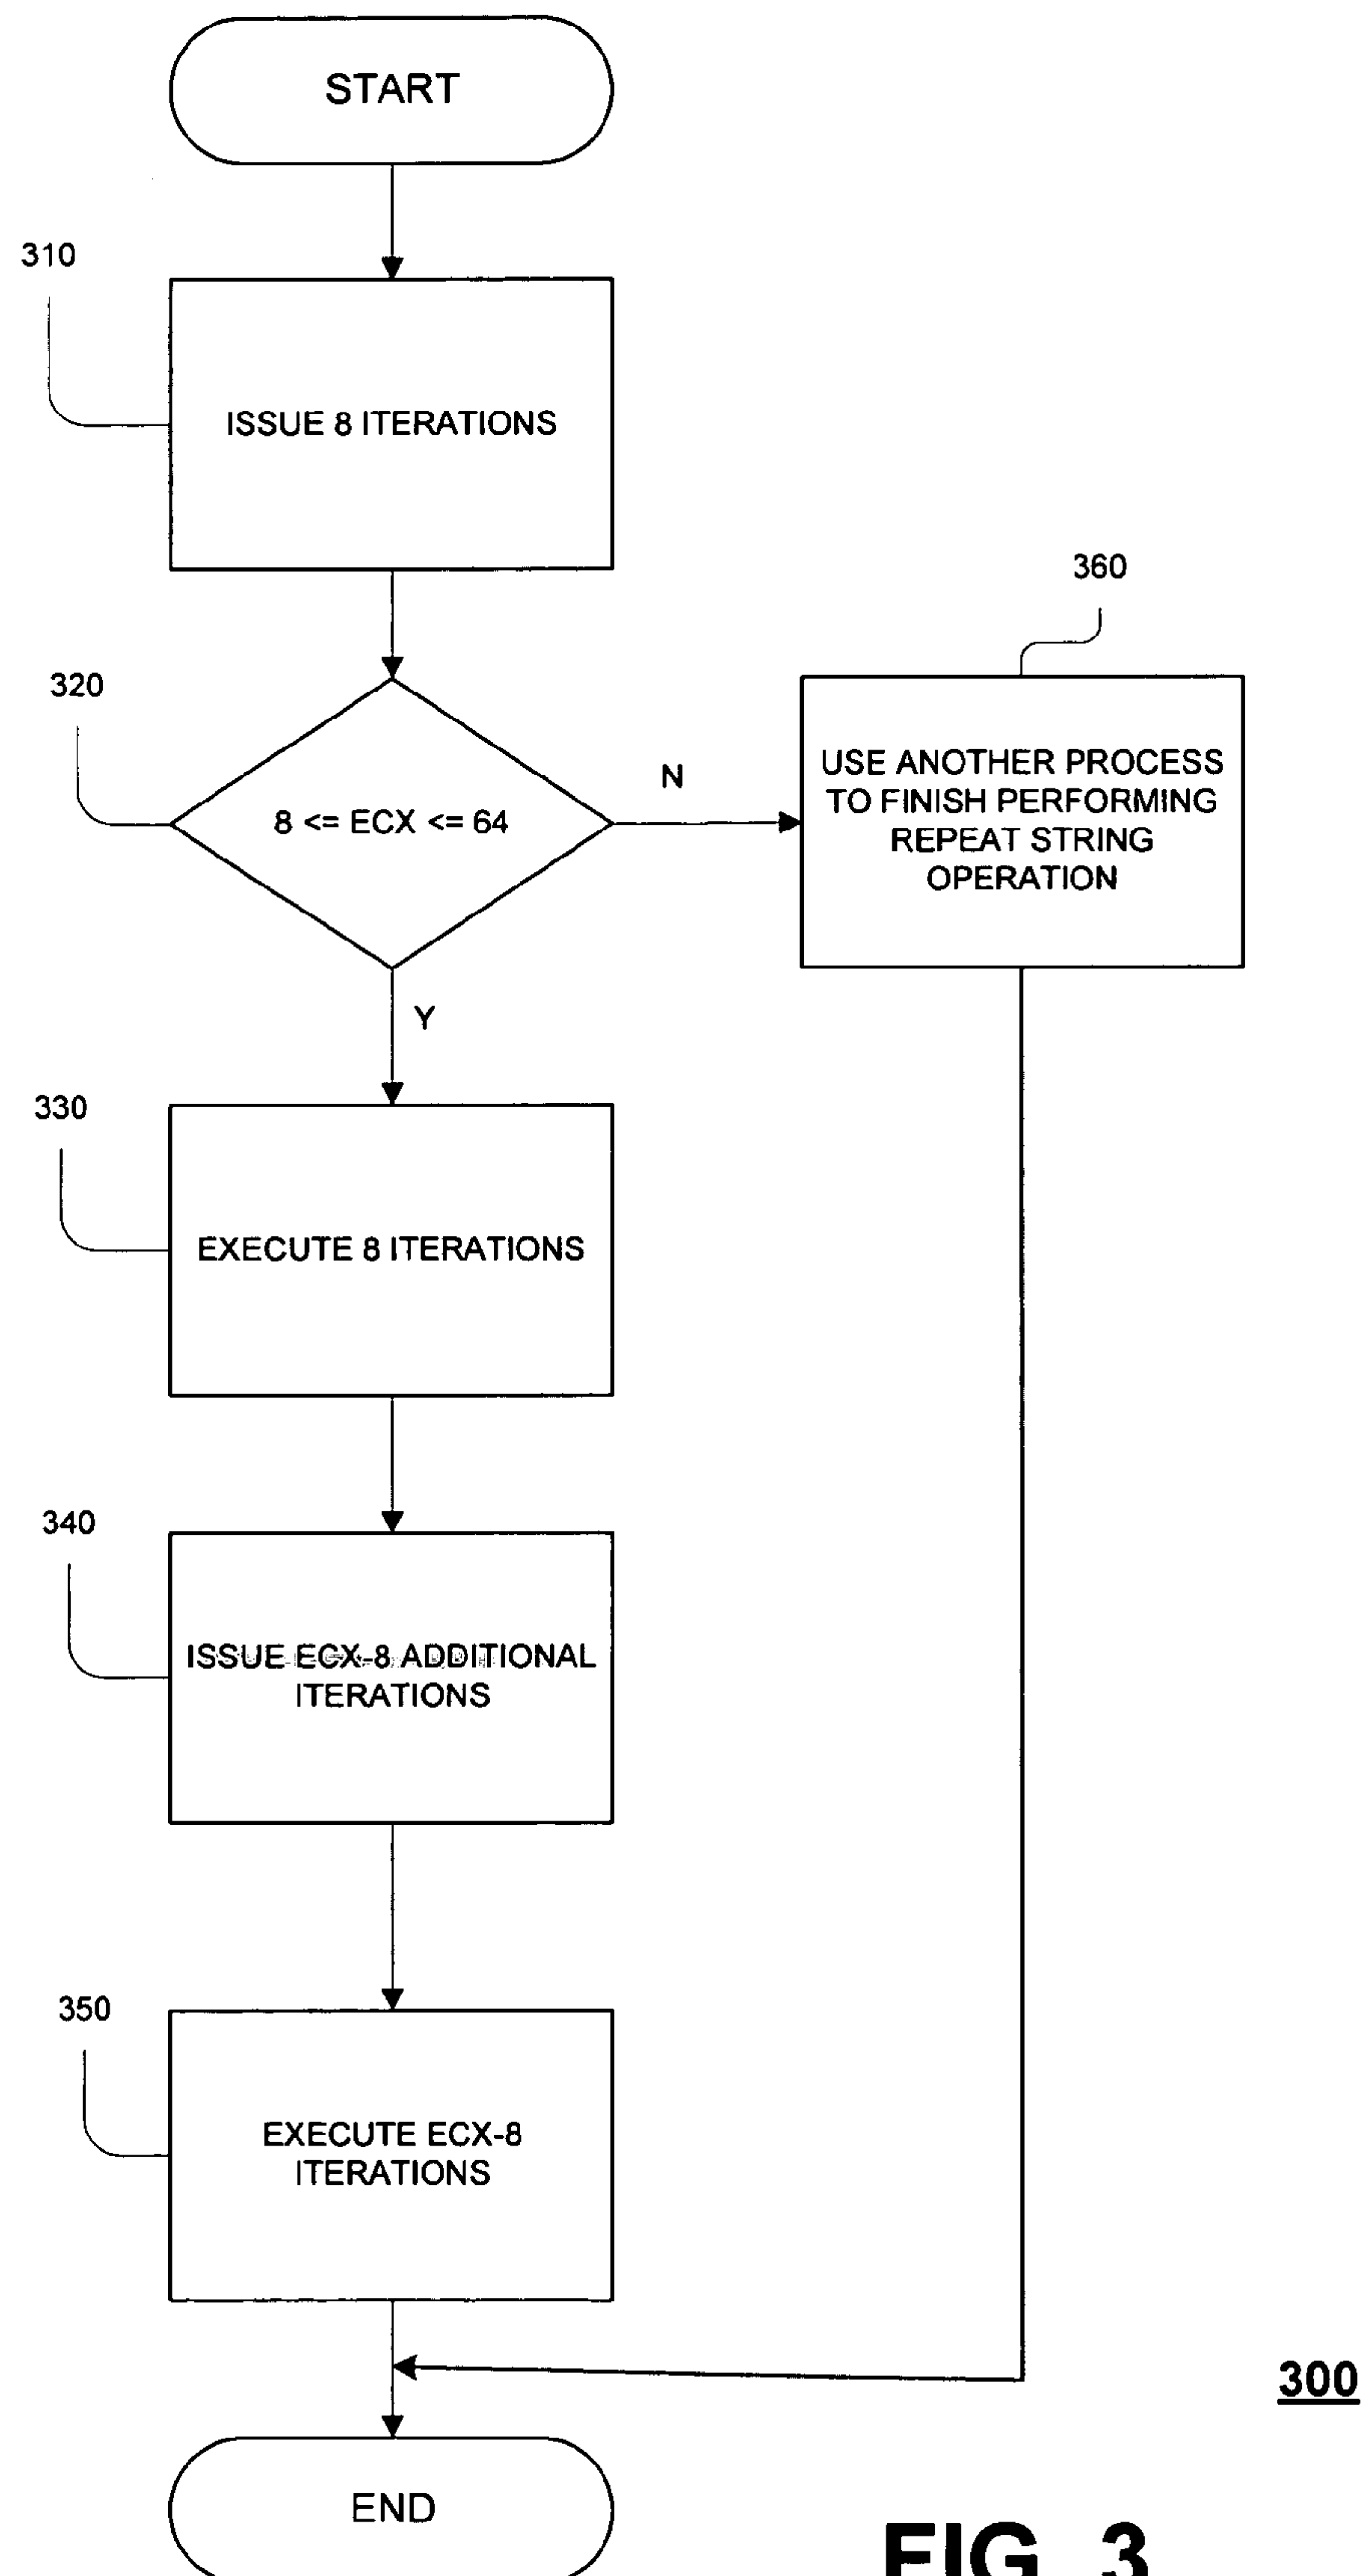 START
310
ISSUE 8 ITERATIONS
360
320
8 <= ECX <= 64
N
USE ANOTHER PROCESS
TO FINISH PERFORMING
REPEAT STRING
OPERATION
Y
330
EXECUTE 8 ITERATIONS
340
ISSUE ECX-8 ADDITIONAL
ITERATIONS
350
EXECUTE ECX-8
ITERATIONS
300
END
FIG. 3